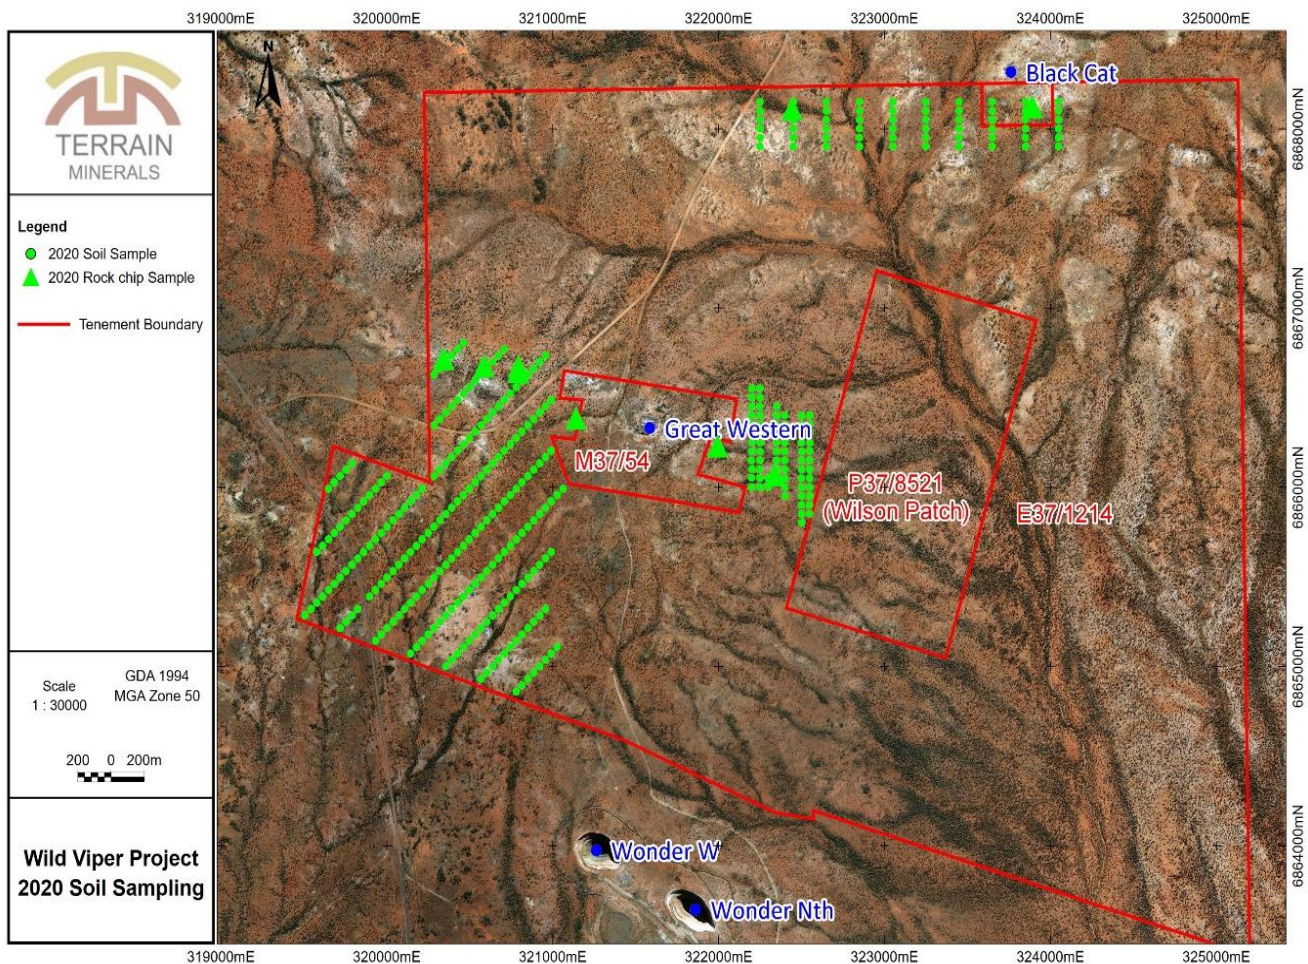 319000mE 320000mE 321000mE 322000mE 323000mE 324000mE 325000mE
TERRAIN
MINERALS
Legend
2020 Soil Sample
2020 Rock chip Sample
Tenement Boundary
Scale
1 : 30000
GDA 1994
MGA Zone 50
200 0 200m
Wild Viper Project
2020 Soil Sampling
N
Black Cat
Great Western
M37/54
P37/8521
(Wilson Patch)
E37/1214
Wonder W
Wonder Nth
6868000mN
6867000mN
6866000mN
6865000mN
6864000mN
319000mE 320000mE 321000mE 322000mE 323000mE 324000mE 325000mE